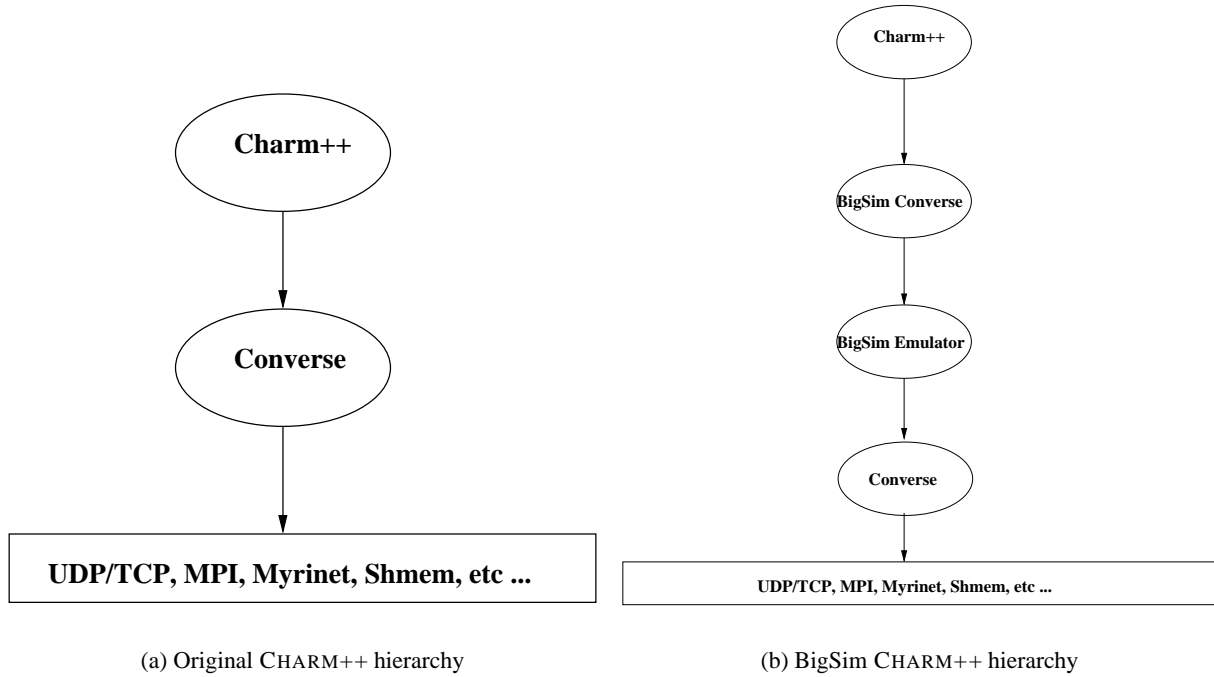 Charm++
Converse
UDP/TCP, MPI, Myrinet, Shmem, etc ...
(a) Original CHARM++ hierarchy
Charm++
BigSim Converse
BigSim Emulator
Converse
UDP/TCP, MPI, Myrinet, Shmem, etc ...
(b) BigSim CHARM++ hierarchy